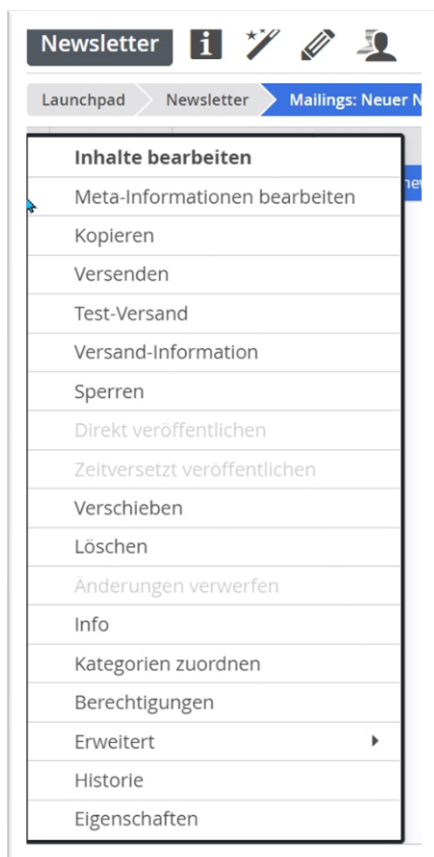 Newsletter
Launchpad Newsletter Mailings: Neuer N
Inhalte bearbeiten
Meta-Informationen bearbeiten
Kopieren
Versenden
Test-Versand
Versand-Information
Sperren
Direkt veröffentlichen
Zeitversetzt veröffentlichen
Verschieben
Löschen
Änderungen verwerfen
Info
Kategorien zuordnen
Berechtigungen
Erweitert
Historie
Eigenschaften